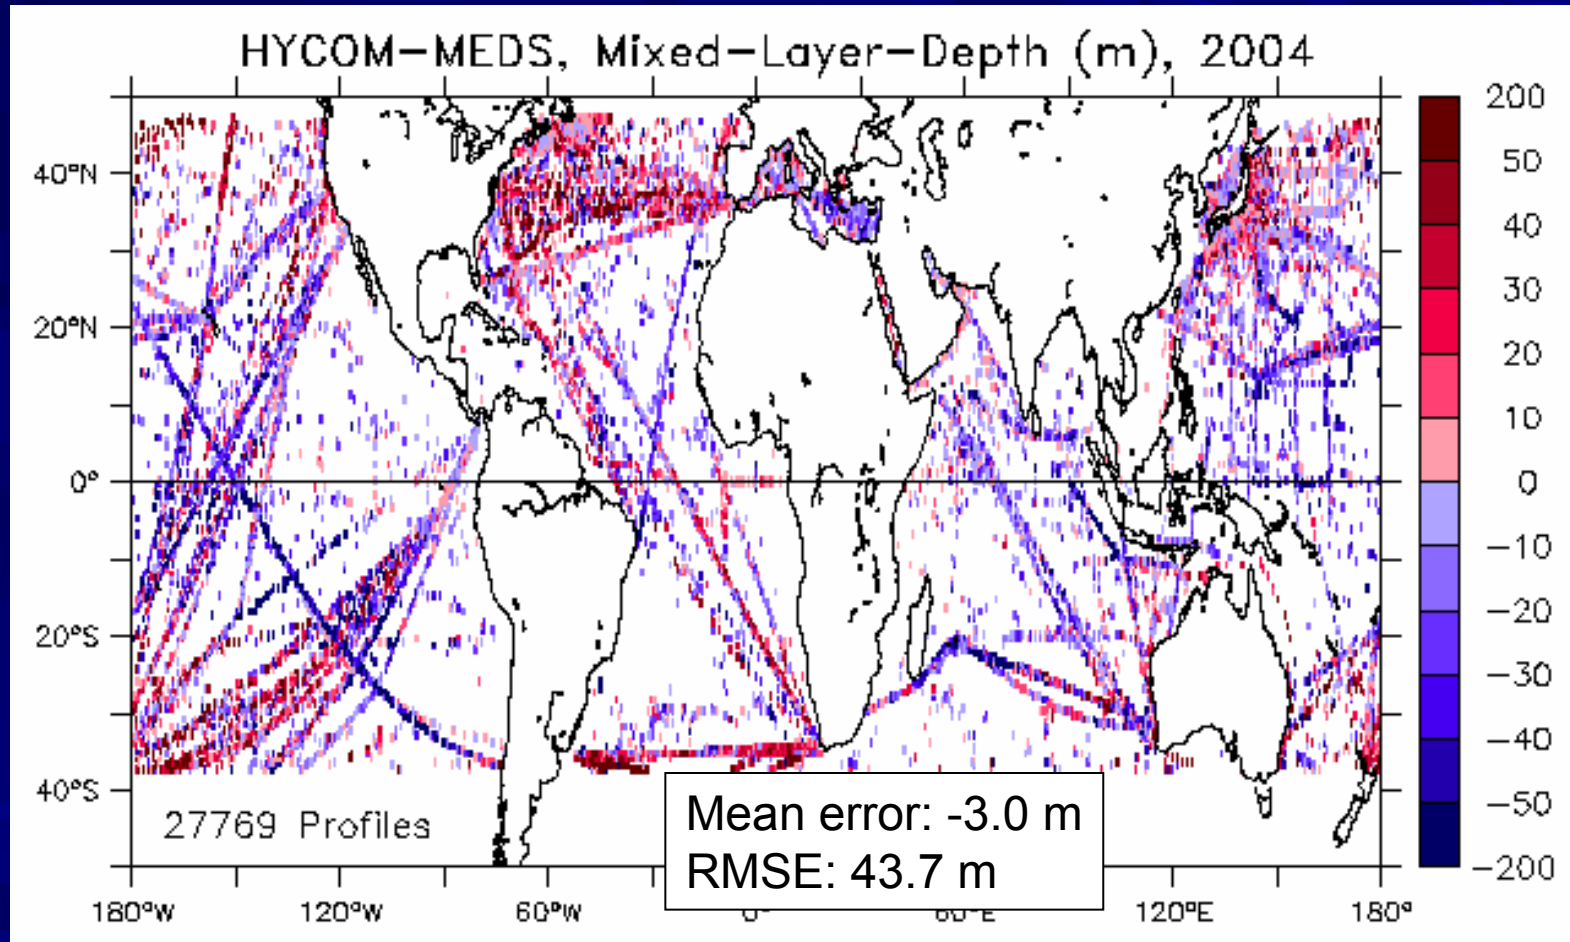 HYCOM−MEDS, Mixed−Layer−Depth (m), 2004
200
50
40
30
20
10
0
−10
−20
−30
−40
−50
−200
40°N
20°N
0°
20°S
40°S
27769 Profiles
Mean error: -3.0 m
RMSE: 43.7 m
180°W 120°W 60°W 0° 60°E 120°E 180°